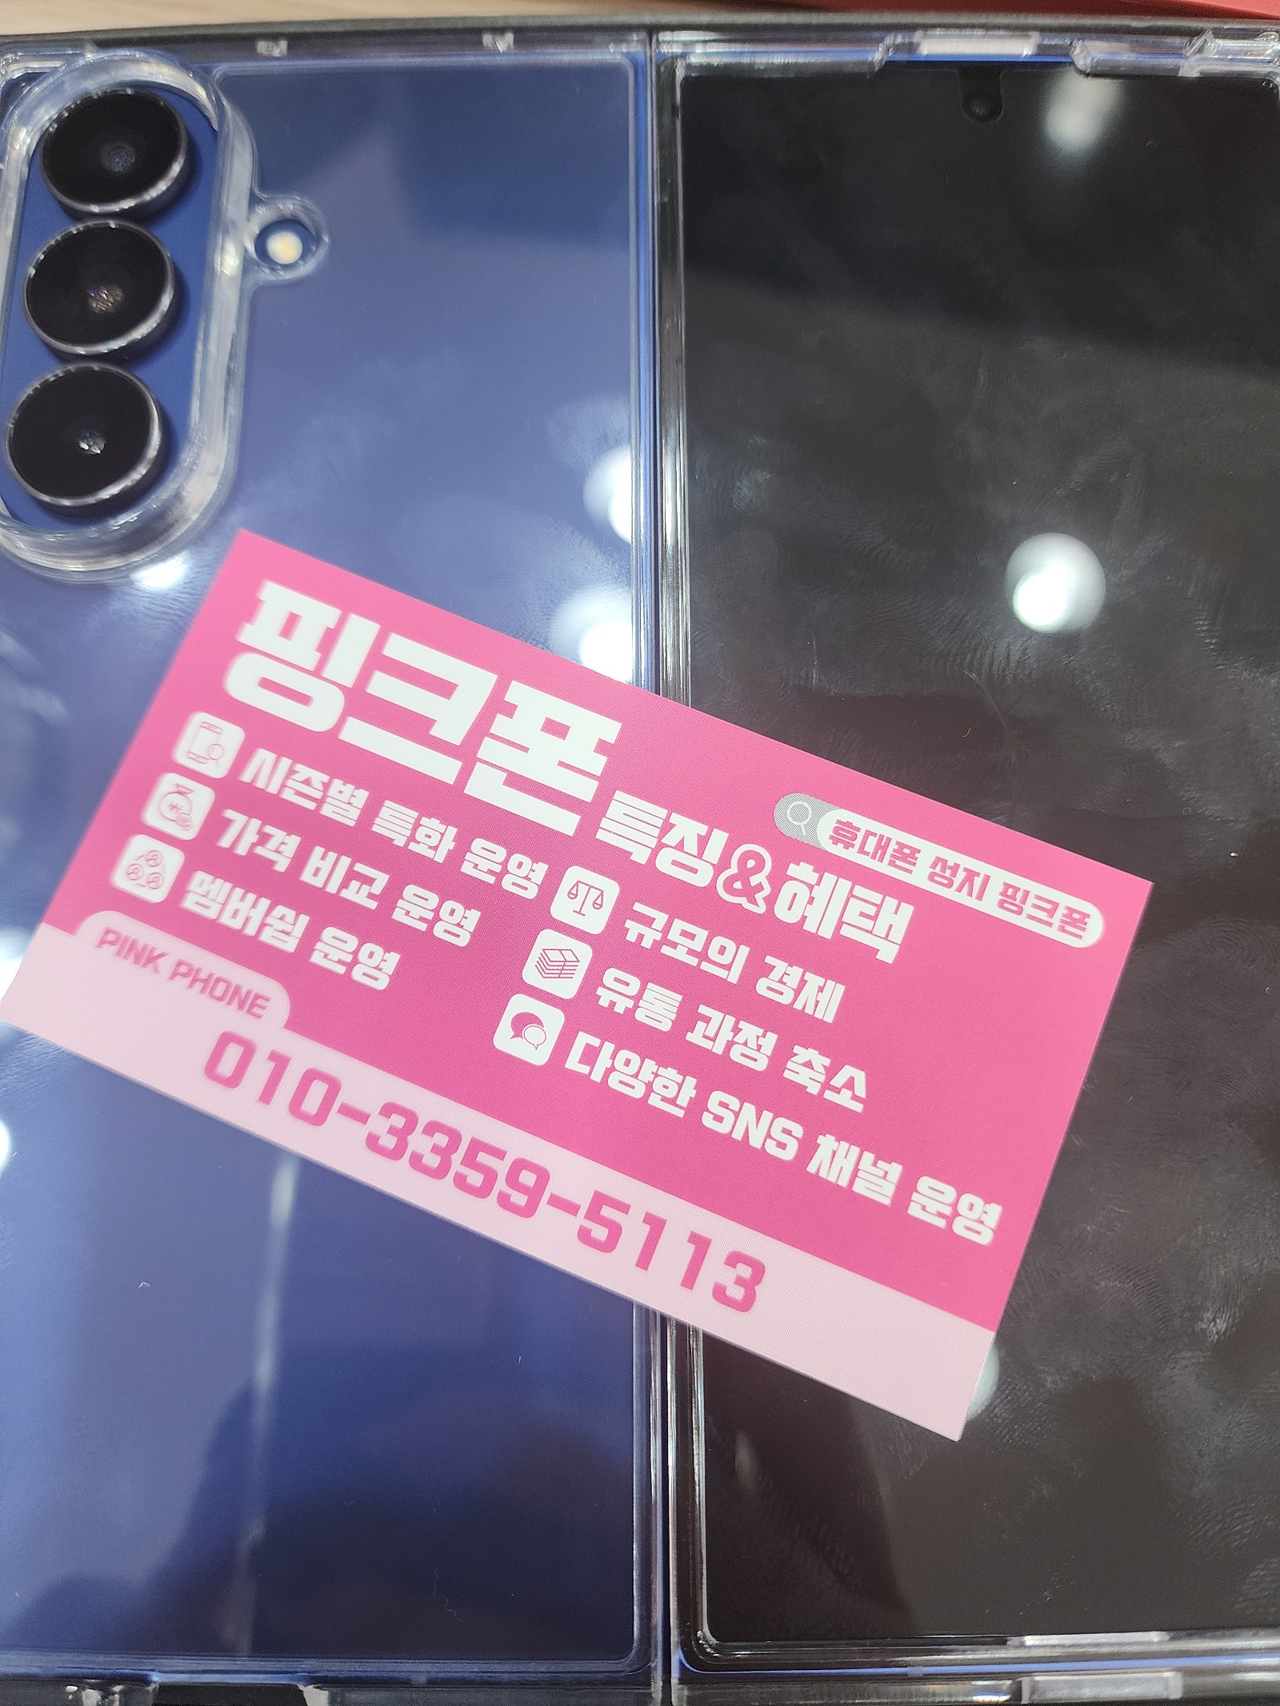 핑크폰 특징&혜택
휴대폰 성지 핑크폰
시즌별 특화 운영
가격 비교 운영
멤버쉽 운영
규모의 경제
유통 과정 축소
다양한 SNS 채널 운영
PINK PHONE
010-3359-5113